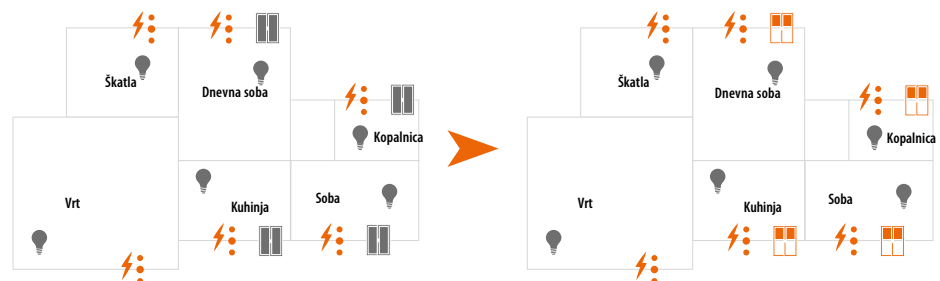 Škatla
Dnevna soba
Kopalnica
Vrt
Kuhinja
Soba
Škatla
Dnevna soba
Kopalnica
Vrt
Kuhinja
Soba